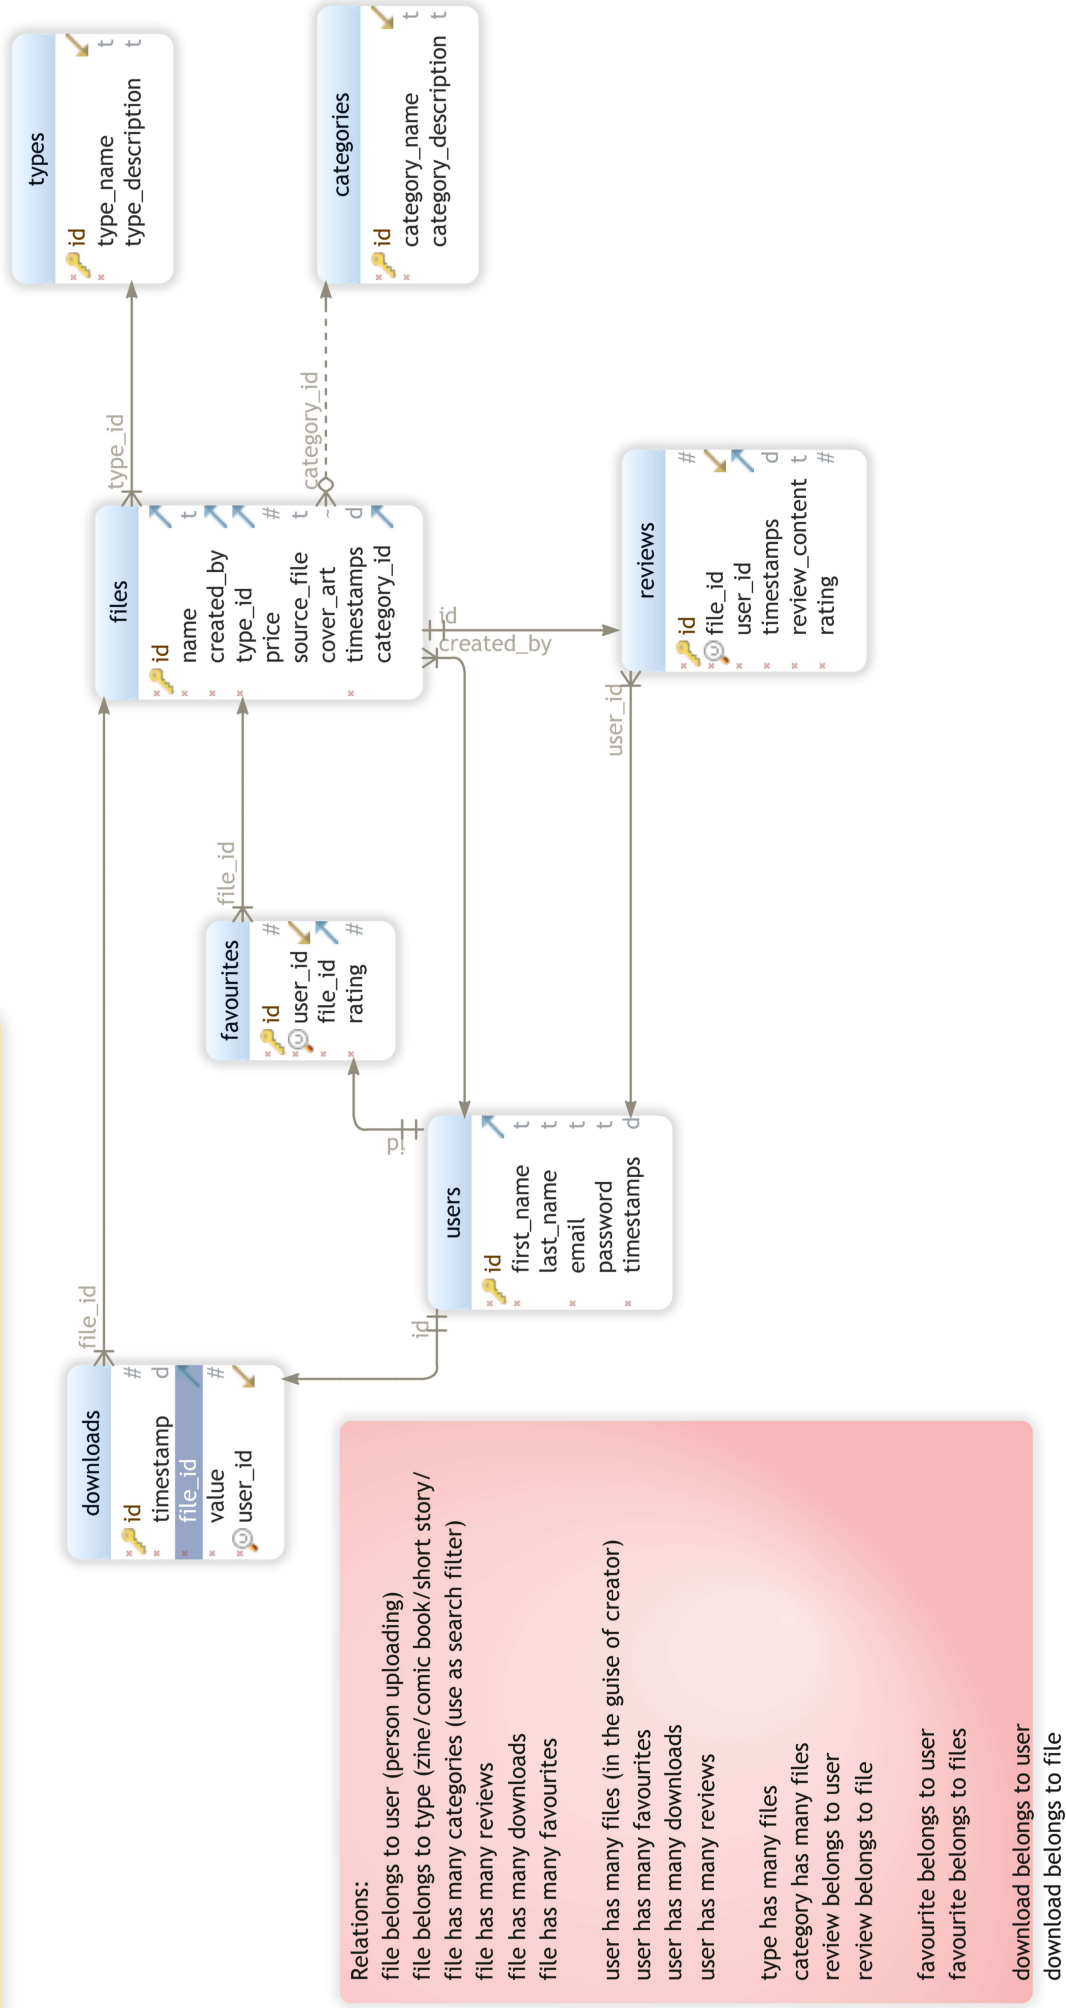 types
id
type_name t
type_description t
categories
id
category_name t
category_description t
type_id
category_id
files
id
name t
created_by
type_id
price #
source_file t
cover_art ~
timestamps d
category_id
id
created_by
reviews
id #
file_id
user_id
timestamps d
review_content t
rating #
user_id
file_id
favourites
id #
user_id
file_id
rating #
id
users
id
first_name t
last_name t
email t
password t
timestamps d
id
file_id
downloads
id #
timestamp d
file_id
value #
user_id
Relations:
file belongs to user (person uploading)
file belongs to type (zine/comic book/short story/
file has many categories (use as search filter)
file has many reviews
file has many downloads
file has many favourites
user has many files (in the guise of creator)
user has many favourites
user has many downloads
user has many reviews
type has many files
category has many files
review belongs to user
review belongs to file
favourite belongs to user
favourite belongs to files
download belongs to user
download belongs to file